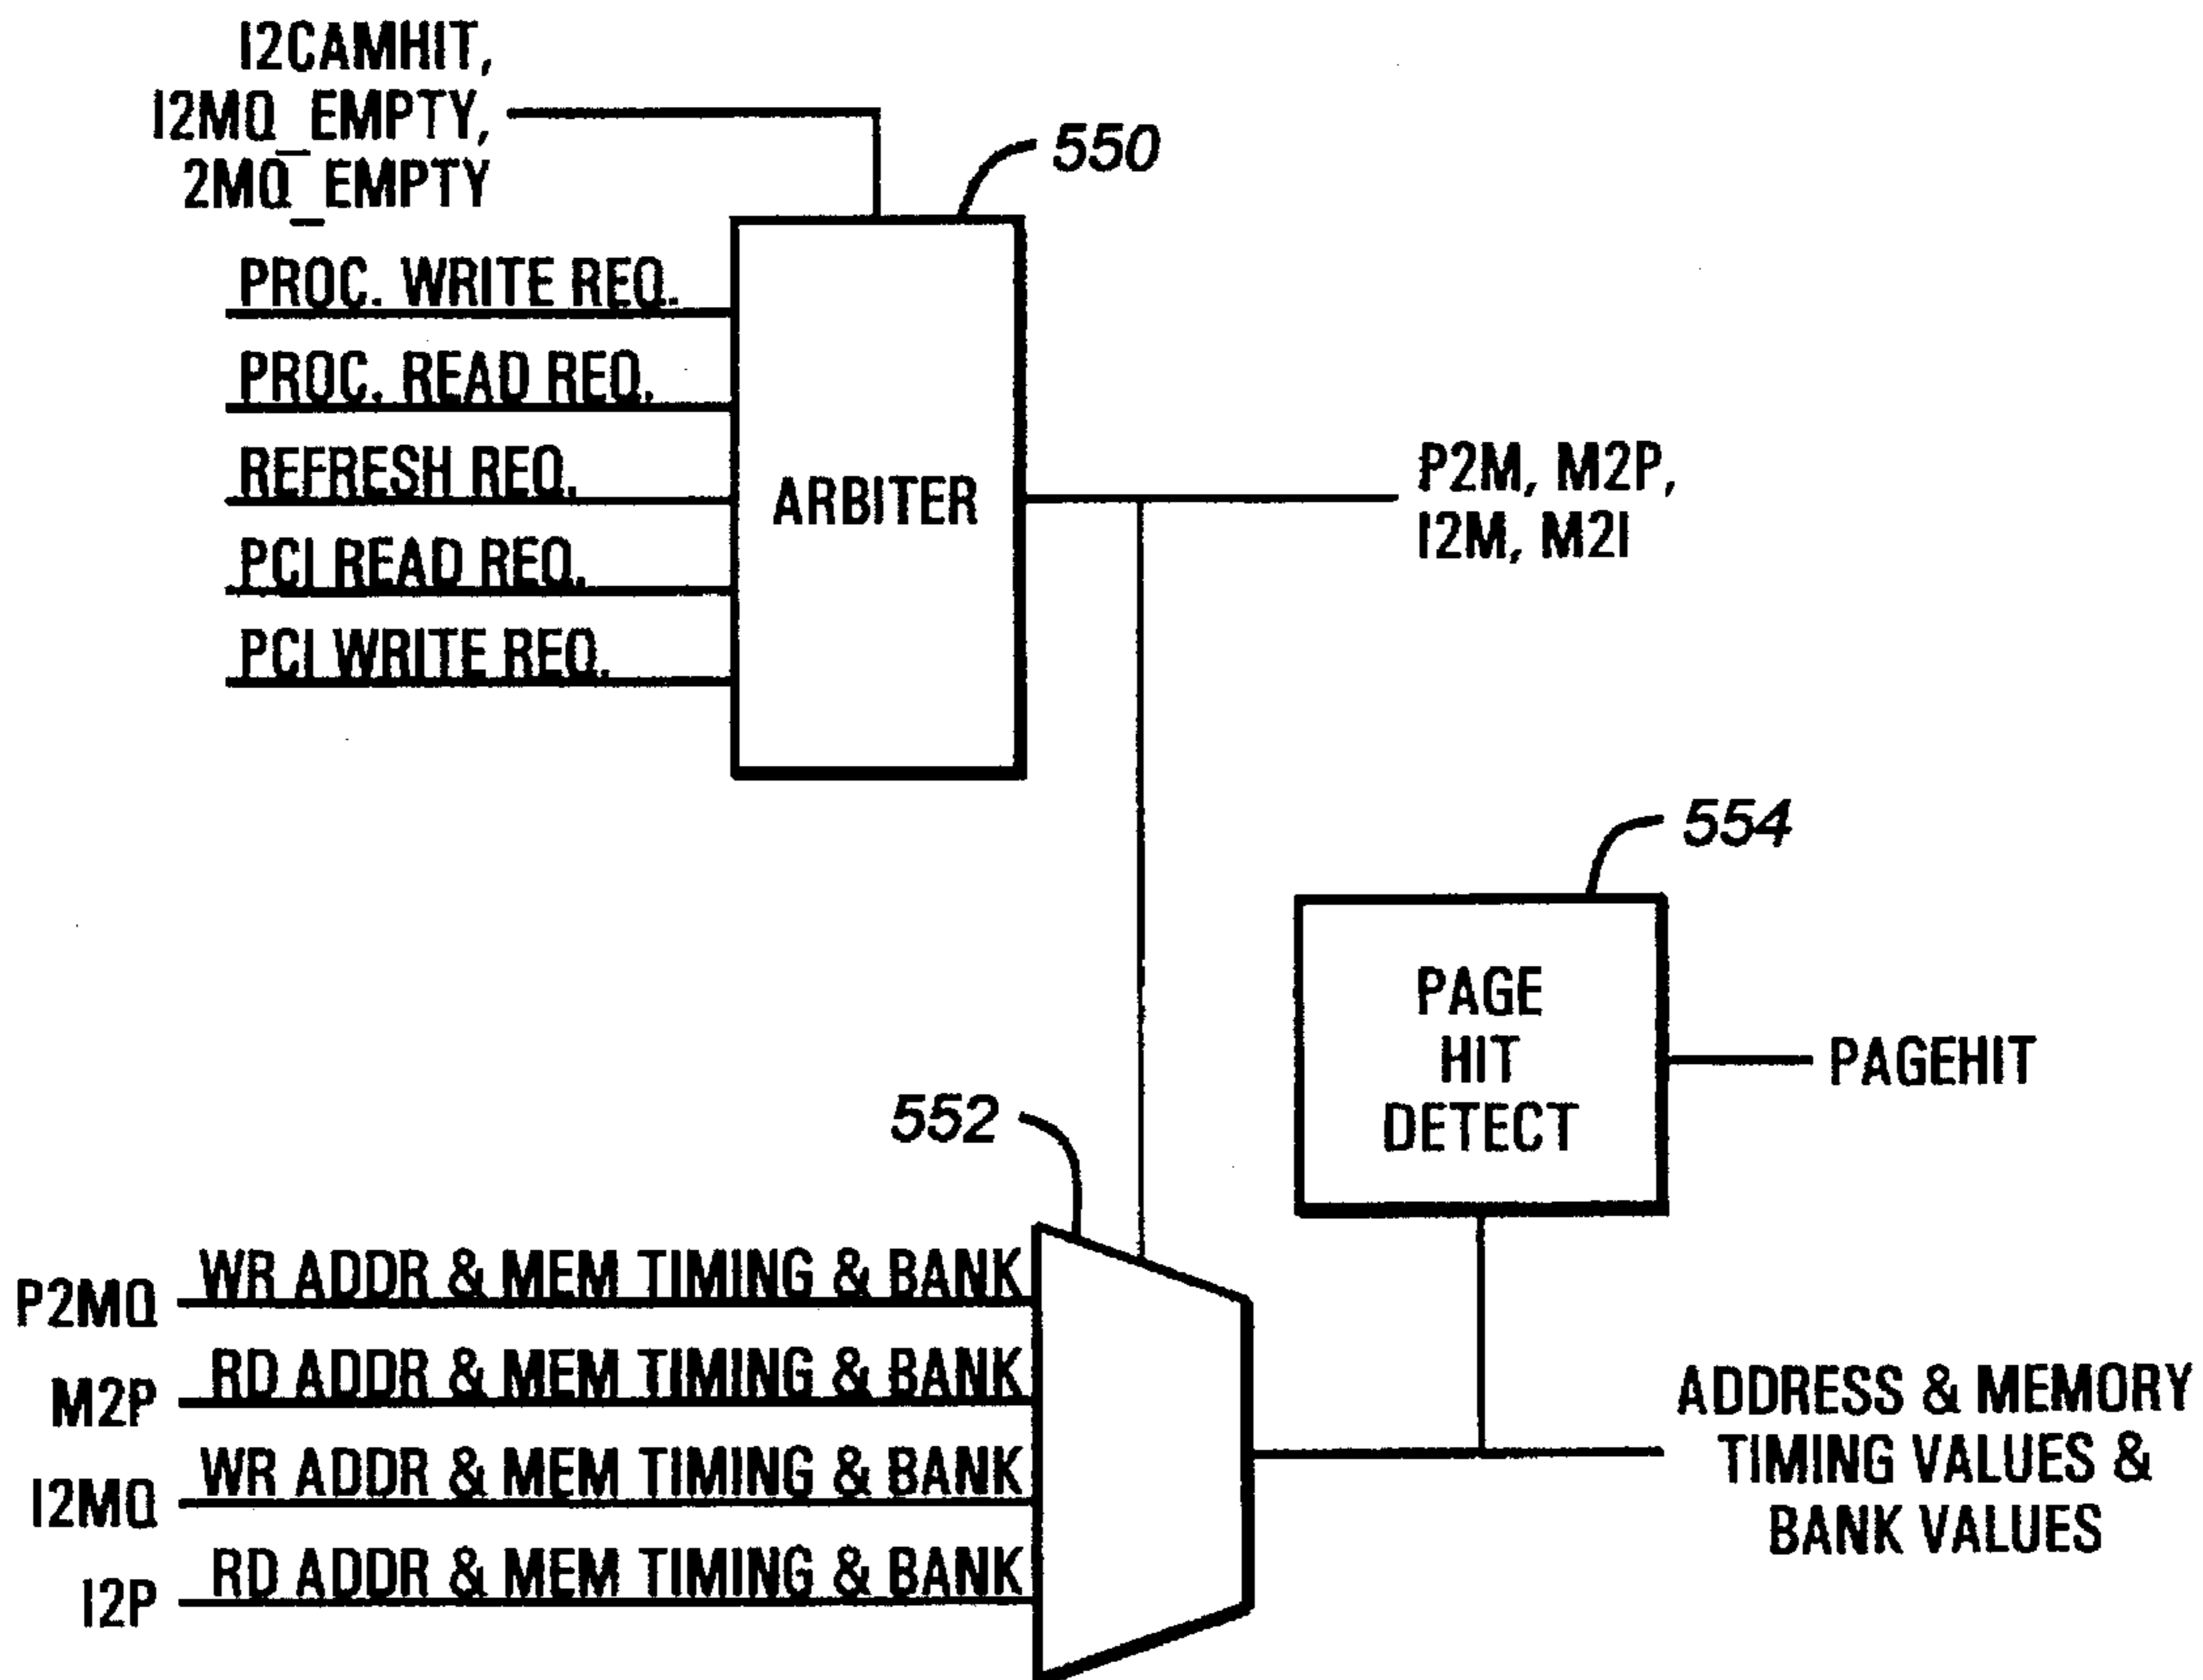 I2CAMHIT,
I2MQ_EMPTY,
2MQ_EMPTY
550
PROC. WRITE REQ.
PROC. READ REQ.
REFRESH REQ.
PCI READ REQ.
PCI WRITE REQ.
ARBITER
P2M, M2P,
I2M, M2I
554
PAGE
HIT
DETECT
PAGEHIT
552
P2MQ WR ADDR & MEM TIMING & BANK
M2P RD ADDR & MEM TIMING & BANK
I2MQ WR ADDR & MEM TIMING & BANK
I2P RD ADDR & MEM TIMING & BANK
ADDRESS & MEMORY
TIMING VALUES &
BANK VALUES